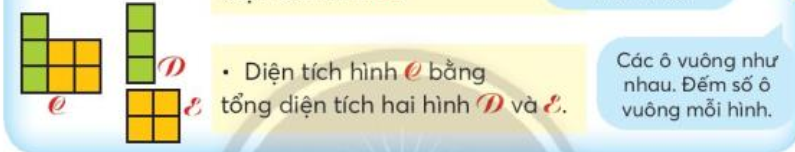 D
C
E
• Diện tích hình C bằng
tổng diện tích hai hình D và E.
Các ô vuông như
nhau. Đếm số ô
vuông mỗi hình.